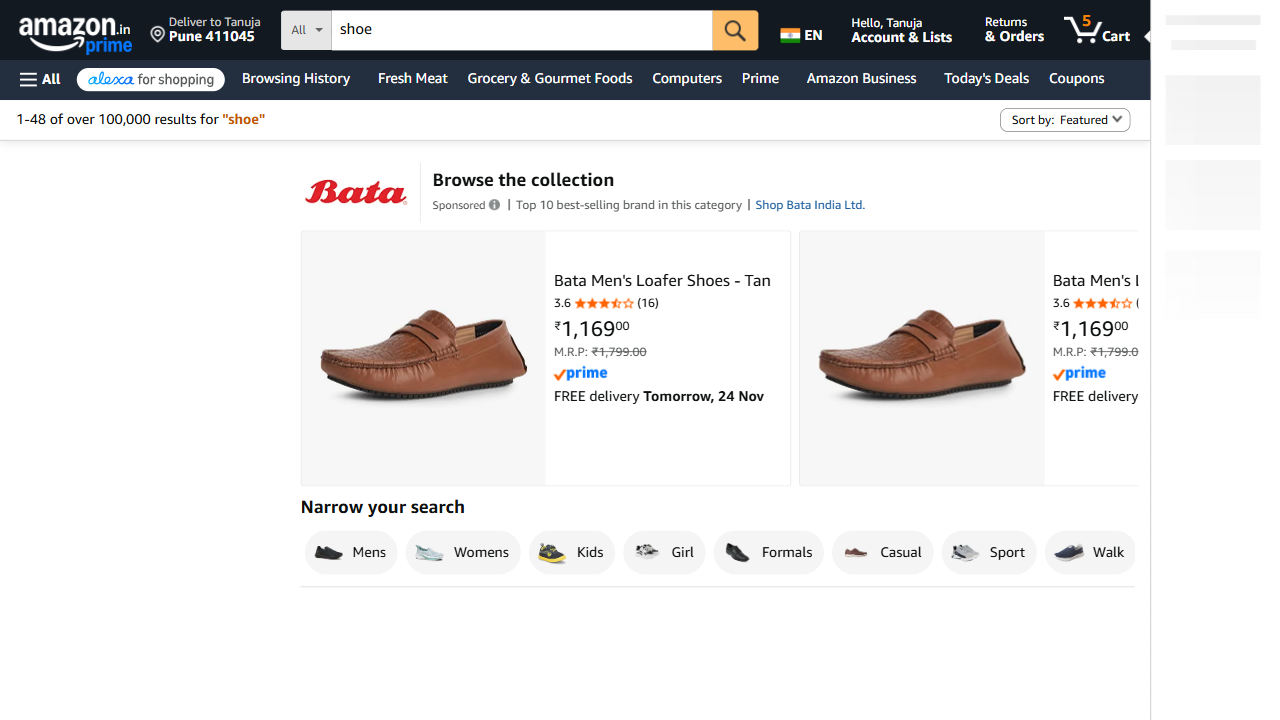 amazon.in
prime
Deliver to Tanuja
Pune 411045
All
shoe
EN
Hello, Tanuja
Account & Lists
Returns
& Orders
5
Cart
All
alexa for shopping
Browsing History
Fresh Meat
Grocery & Gourmet Foods
Computers
Prime
Amazon Business
Today's Deals
Coupons
1-48 of over 100,000 results for "shoe"
Sort by: Featured
Bata
Browse the collection
Sponsored | Top 10 best-selling brand in this category | Shop Bata India Ltd.
Bata Men's Loafer Shoes - Tan
3.6 (16)
₹1,16900
M.R.P: ₹1,799.00
prime
FREE delivery Tomorrow, 24 Nov
Bata Men's L
3.6 (
₹1,16900
M.R.P: ₹1,799.0
prime
FREE delivery
Narrow your search
Mens
Womens
Kids
Girl
Formals
Casual
Sport
Walk